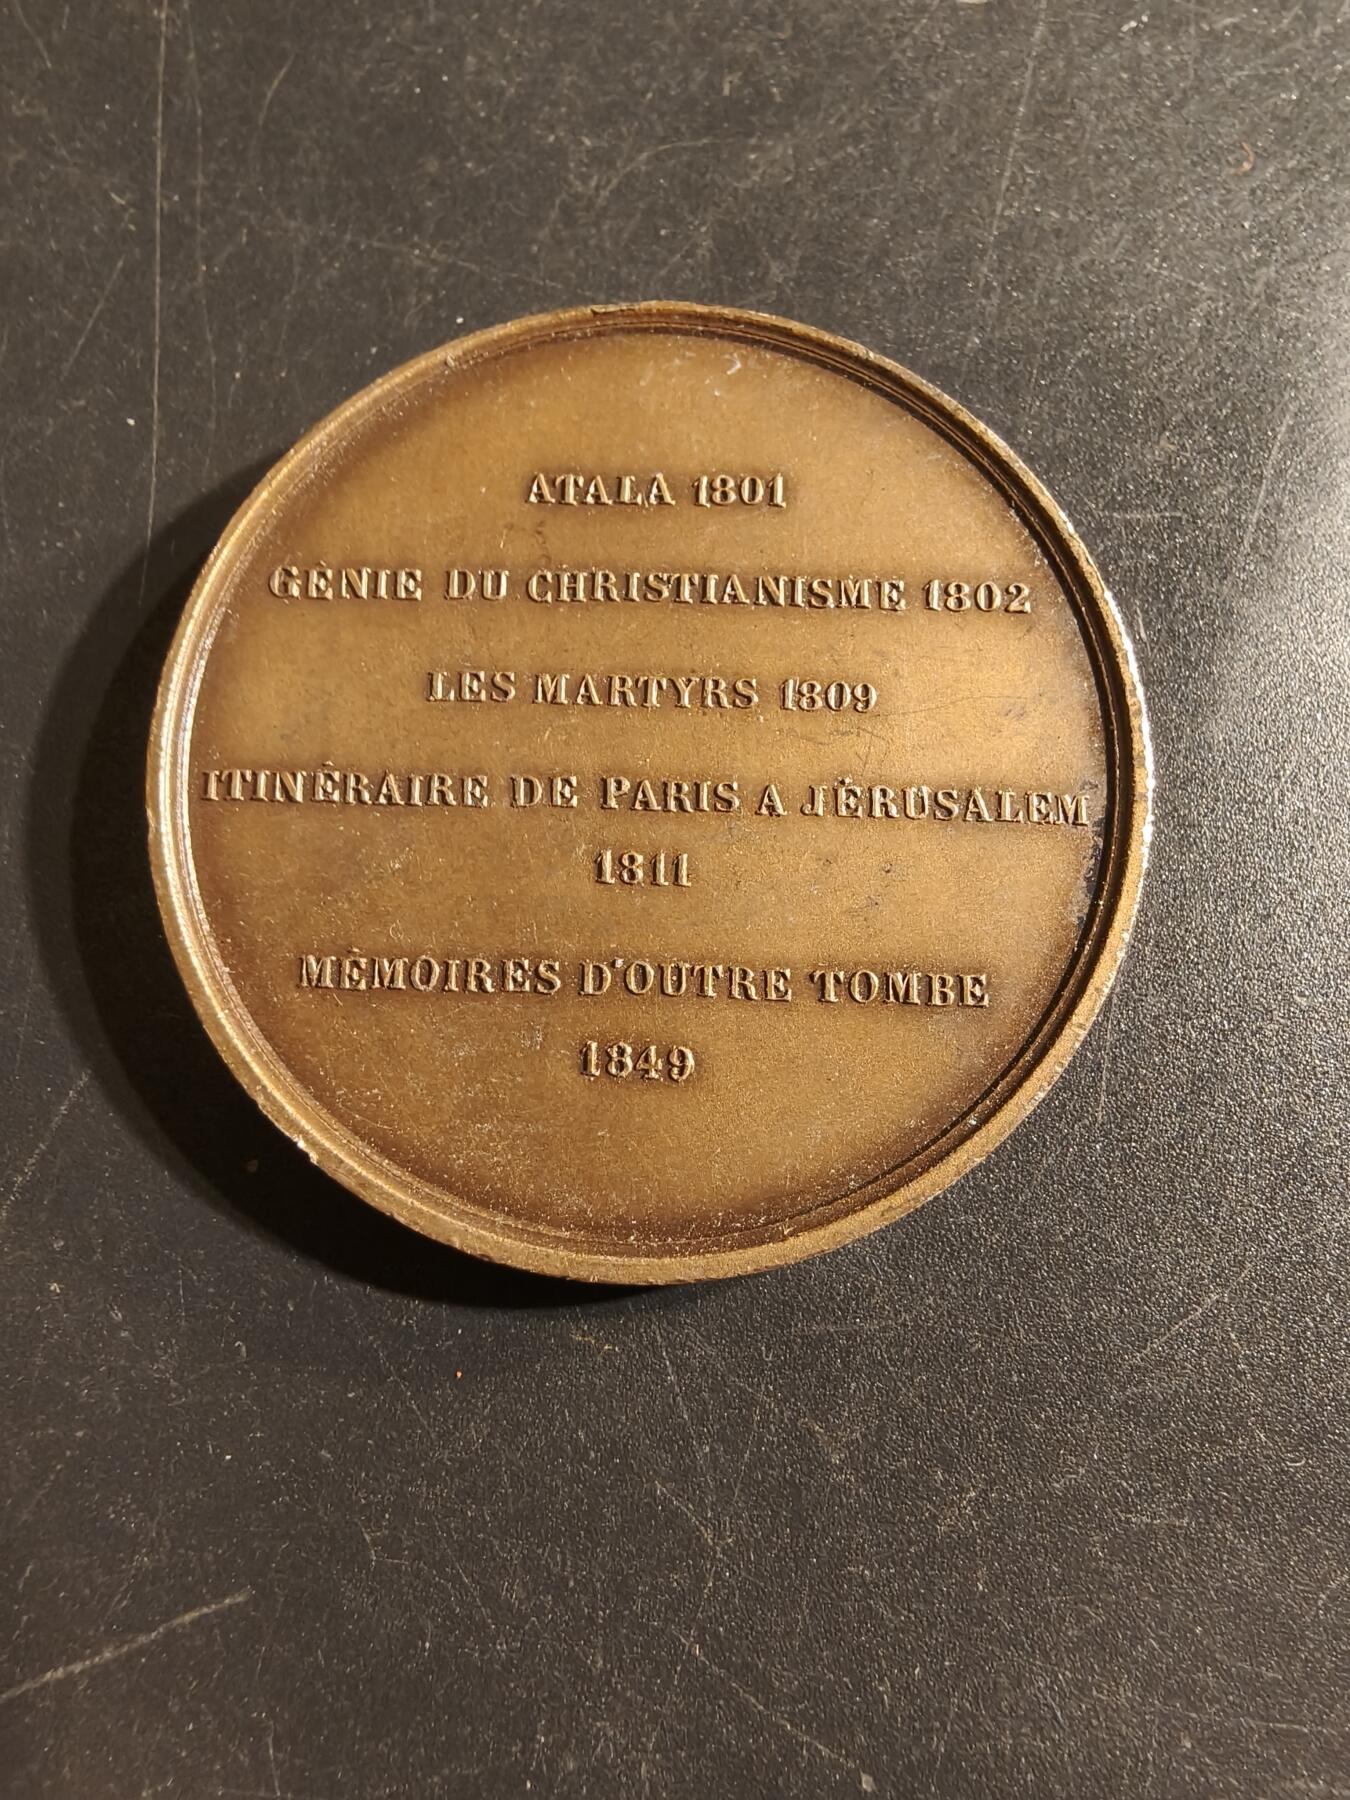 ATALA 1801
GÉNIE DU CHRISTIANISME 1802
LES MARTYRS 1809
ITINÉRAIRE DE PARIS A JÉRUSALEM
1811
MÉMOIRES D'OUTRE TOMBE
1849